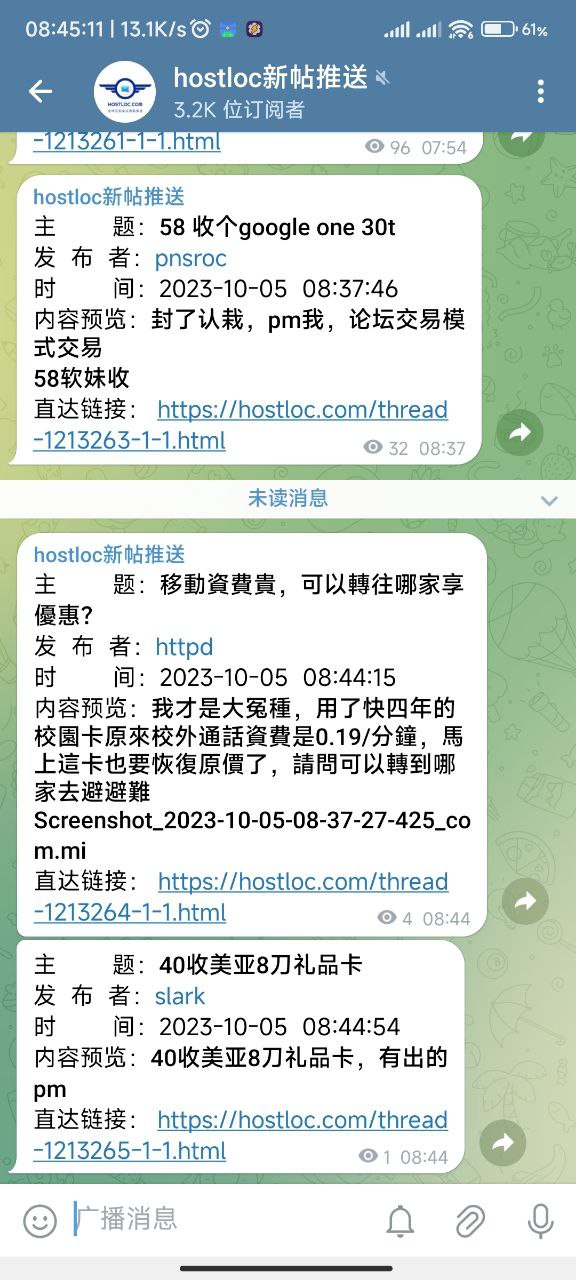 08:45:11 | 13.1K/s
61%
hostloc新帖推送
3.2K 位订阅者
HOSTLOC.COM
-1213261-1-1.html
96 07:54
hostloc新帖推送
主 题：58 收个google one 30t
发 布 者：pnsroc
时 间：2023-10-05 08:37:46
内容预览：封了认栽，pm我，论坛交易模
式交易
58软妹收
直达链接： https://hostloc.com/thread
-1213263-1-1.html
32 08:37
未读消息
hostloc新帖推送
主 题：移動資費貴，可以轉往哪家享
優惠?
发 布 者：httpd
时 间：2023-10-05 08:44:15
内容预览：我才是大冤種，用了快四年的
校園卡原來校外通話資費是0.19/分鐘，馬
上這卡也要恢復原價了，請問可以轉到哪
家去避避難
Screenshot_2023-10-05-08-37-27-425_co
m.mi
直达链接： https://hostloc.com/thread
-1213264-1-1.html
4 08:44
主 题：40收美亚8刀礼品卡
发 布 者：slark
时 间：2023-10-05 08:44:54
内容预览：40收美亚8刀礼品卡，有出的
pm
直达链接： https://hostloc.com/thread
-1213265-1-1.html
1 08:44
广播消息